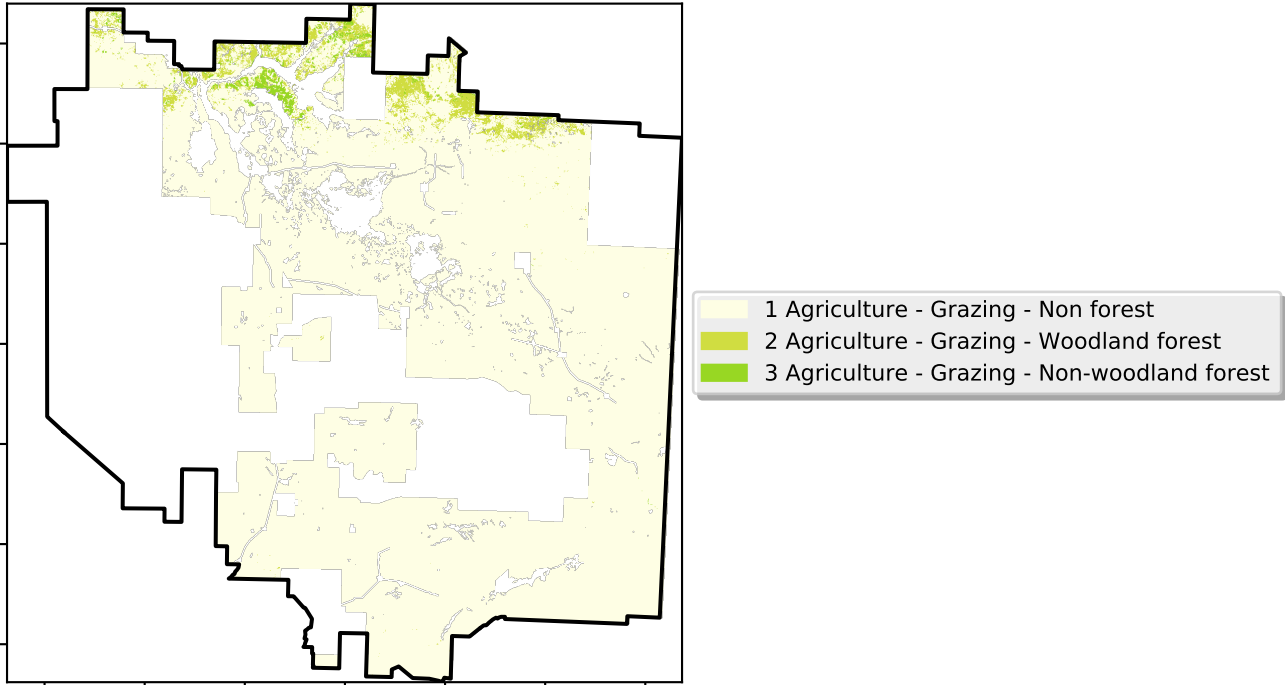 1 Agriculture - Grazing - Non forest
2 Agriculture - Grazing - Woodland forest
3 Agriculture - Grazing - Non-woodland forest